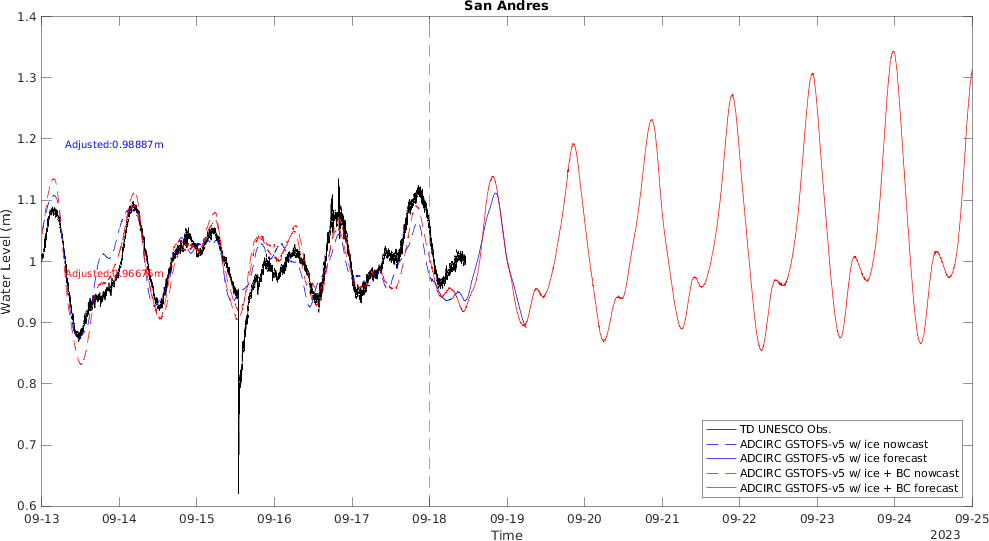 San Andres
1.4
1.3
1.2
1.1
1
0.9
0.8
0.7
0.6
Water Level (m)
Adjusted:0.98887m
Adjusted:0.96675m
TD UNESCO Obs.
ADCIRC GSTOFS-v5 w/ ice nowcast
ADCIRC GSTOFS-v5 w/ ice forecast
ADCIRC GSTOFS-v5 w/ ice + BC nowcast
ADCIRC GSTOFS-v5 w/ ice + BC forecast
09-13 09-14 09-15 09-16 09-17 09-18 09-19 09-20 09-21 09-22 09-23 09-24 09-25
Time
2023